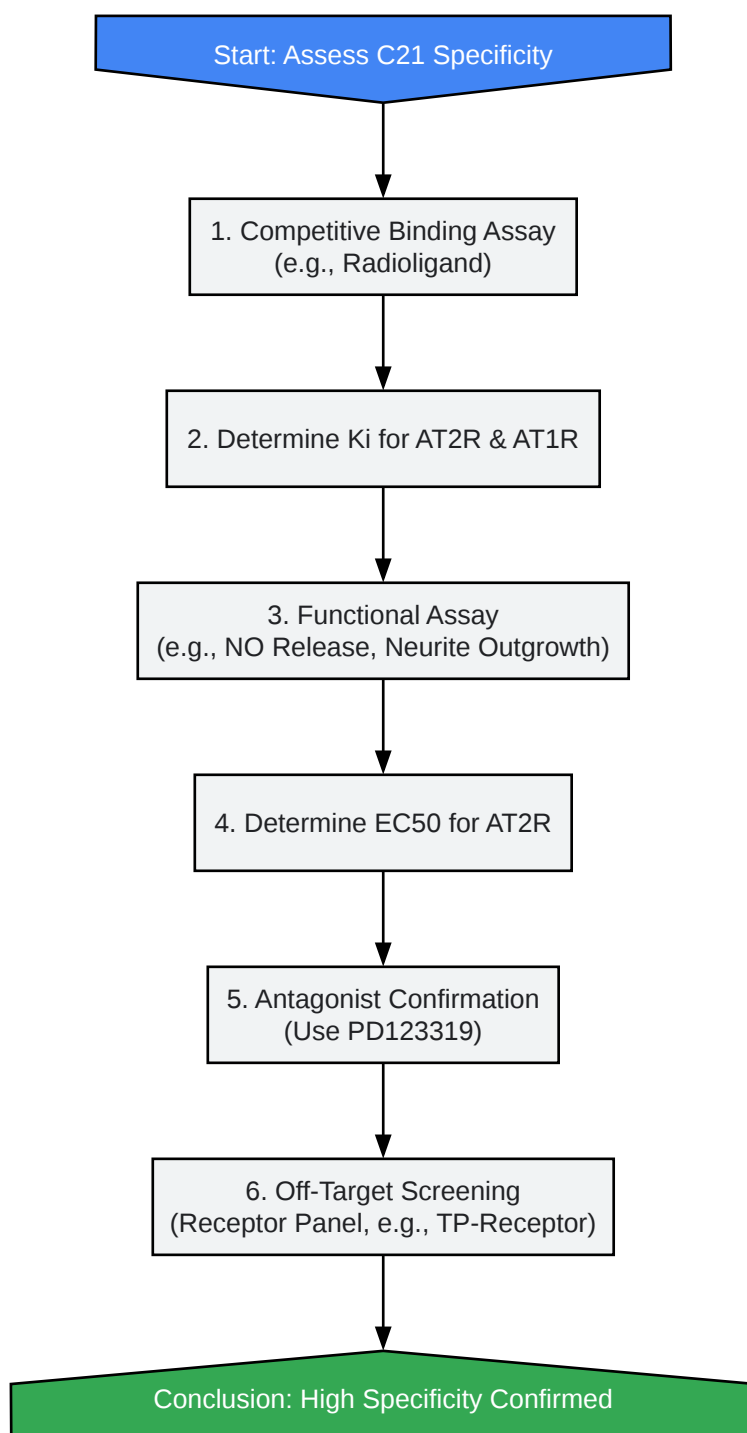 Start: Assess C21 Specificity
1. Competitive Binding Assay
(e.g., Radioligand)
2. Determine Ki for AT2R & AT1R
3. Functional Assay
(e.g., NO Release, Neurite Outgrowth)
4. Determine EC50 for AT2R
5. Antagonist Confirmation
(Use PD123319)
6. Off-Target Screening
(Receptor Panel, e.g., TP-Receptor)
Conclusion: High Specificity Confirmed